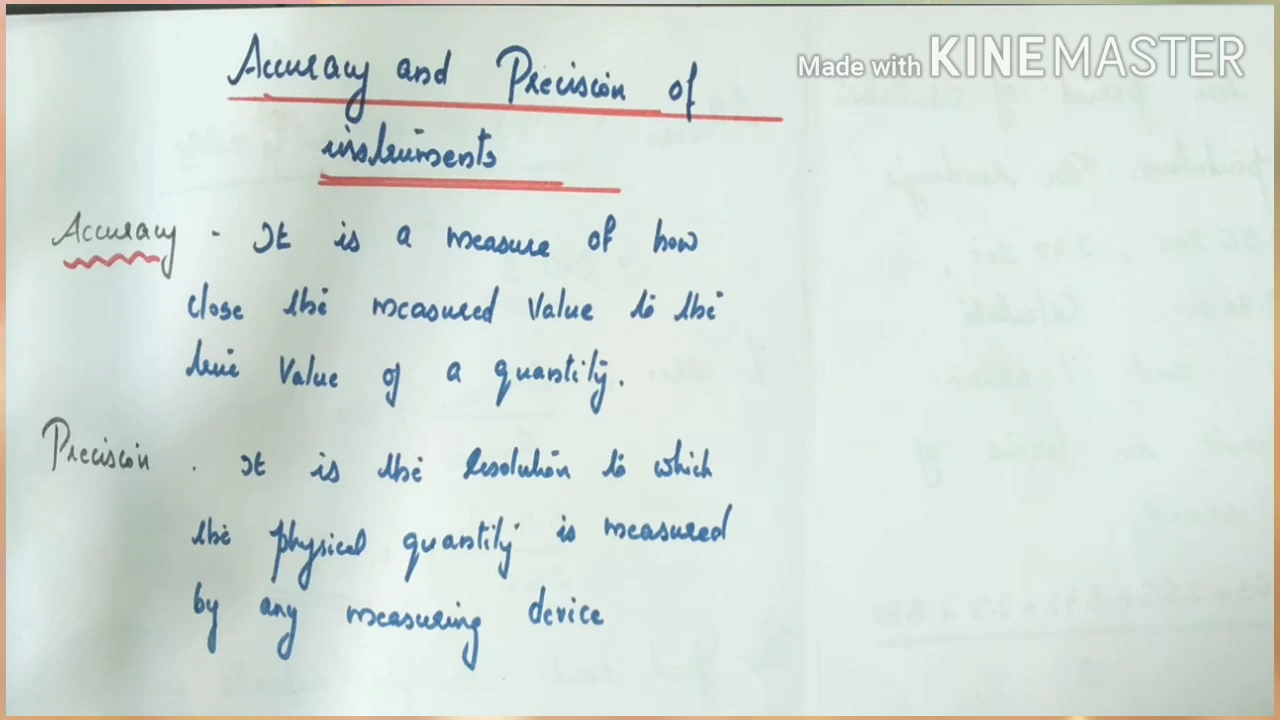 Made with KINEMASTER
Accuracy and Precision of
instruments
Accuracy - It is a measure of how
close the measured value to the
true value of a quantity.
Precision . It is the resolution to which
the physical quantity is measured
by any measuring device